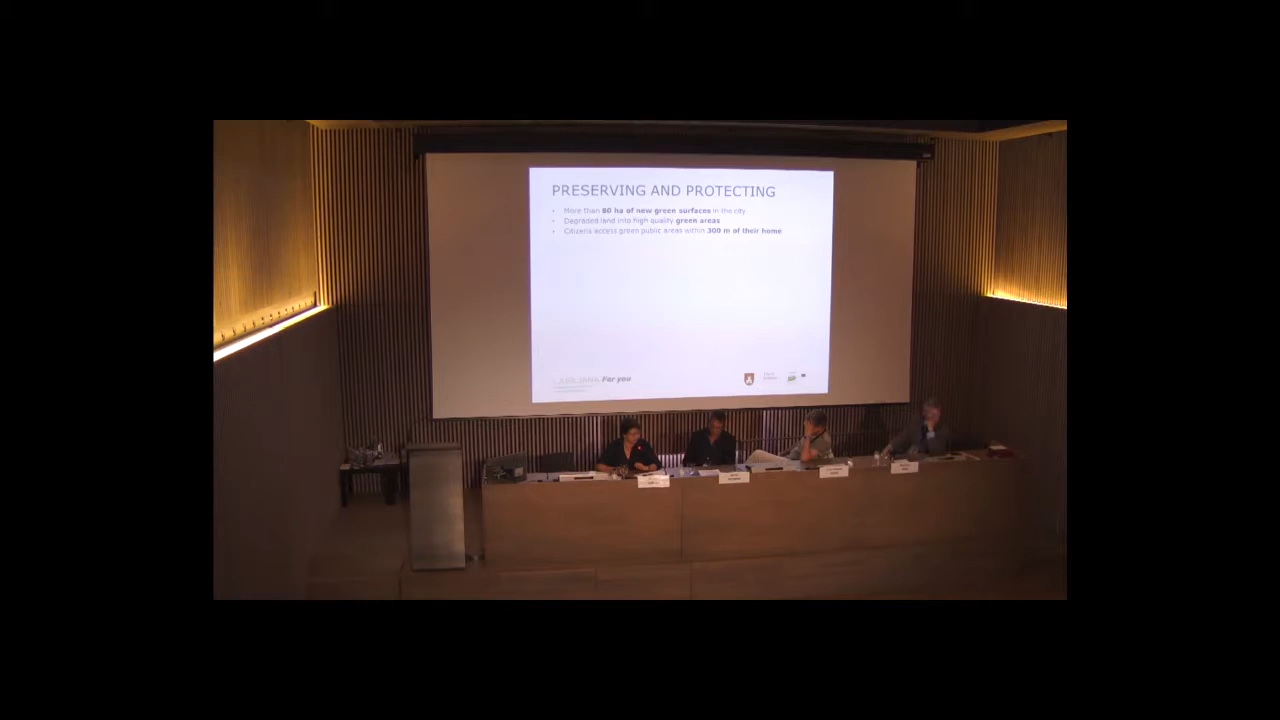 PRESERVING AND PROTECTING
• More than 80 ha of new green surfaces in the city
• Degraded land into high quality green areas
• Citizens access green public areas within 300 m of their home
LJUBLJANA. For you